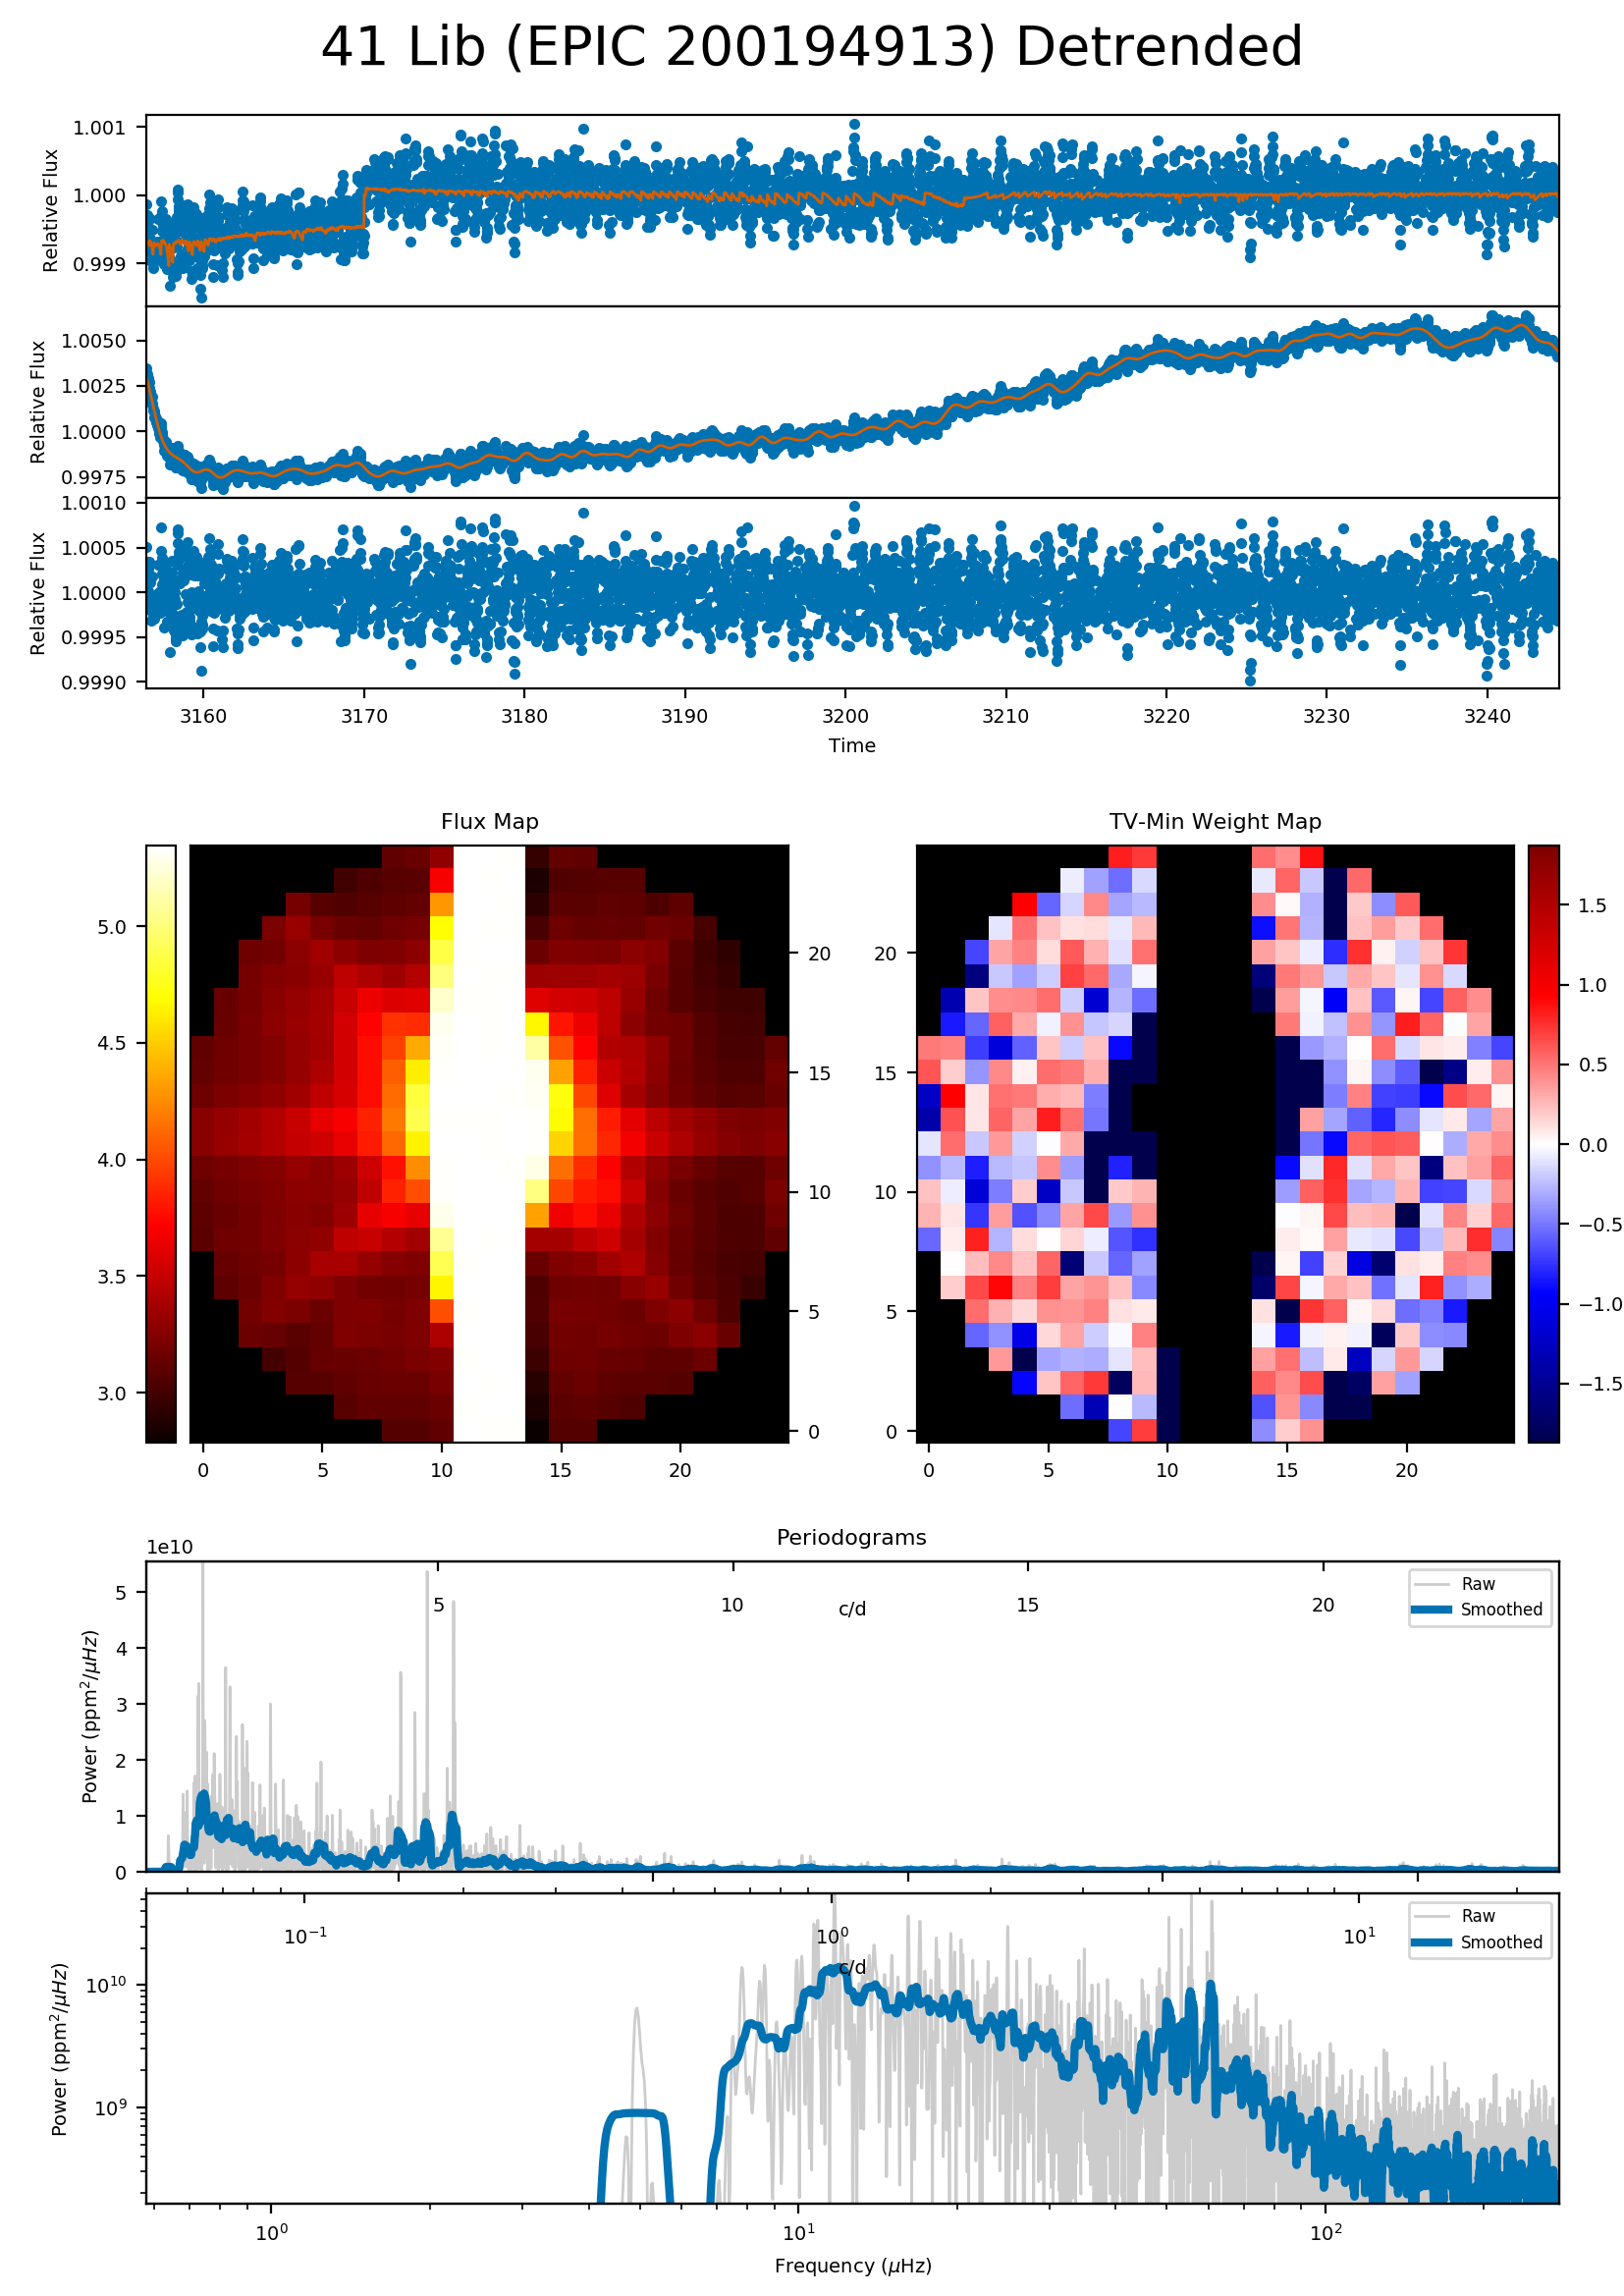 41 Lib (EPIC 200194913) Detrended
1.001
1.000
0.999
Relative Flux
1.0050
1.0025
1.0000
0.9975
Relative Flux
1.0010
1.0005
1.0000
0.9995
0.9990
Relative Flux
3160 3170 3180 3190 3200 3210 3220 3230 3240
Time
Flux Map
5.0
4.5
4.0
3.5
3.0
20
15
10
5
0
0 5 10 15 20
TV-Min Weight Map
20
15
10
5
0
0 5 10 15 20
1.5
1.0
0.5
0.0
−0.5
−1.0
−1.5
Periodograms
1e10
5
4
3
2
1
0
Power (ppm²/μHz)
5 10 15 20
c/d
Raw
Smoothed
10⁻¹ 10⁰ 10¹
c/d
Raw
Smoothed
10¹⁰
10⁹
Power (ppm²/μHz)
10⁰ 10¹ 10²
Frequency (μHz)